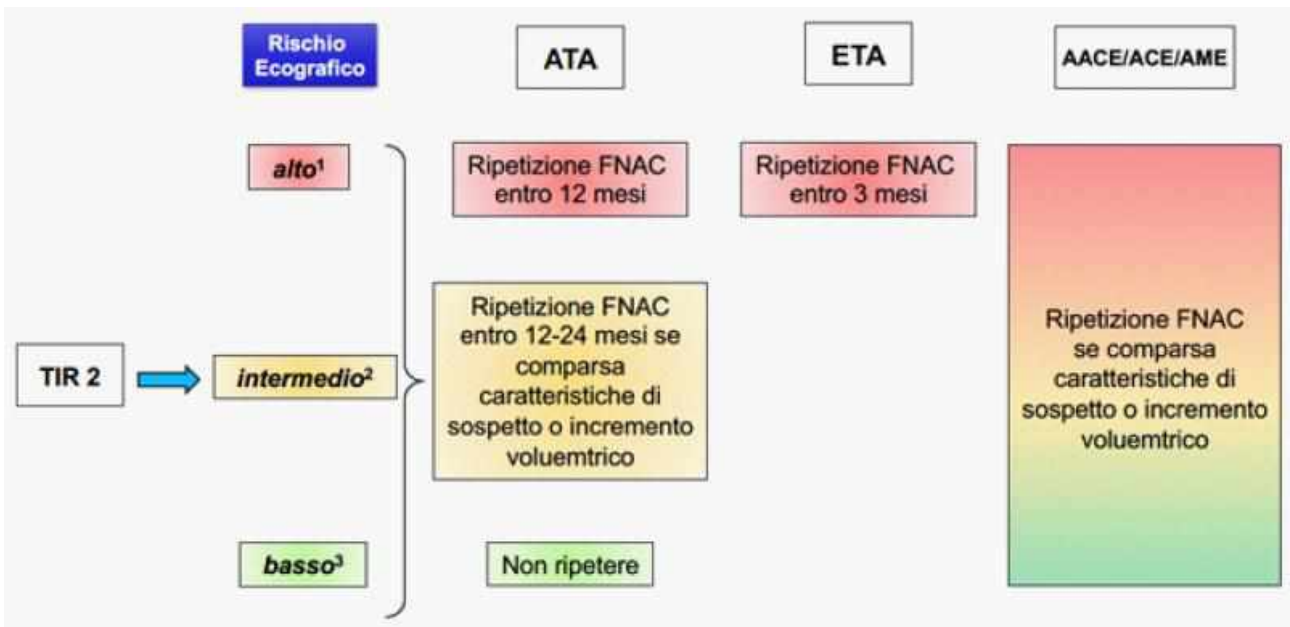 Rischio
Ecografico
ATA
ETA
AACE/ACE/AME
alto¹
Ripetizione FNAC
entro 12 mesi
Ripetizione FNAC
entro 3 mesi
TIR 2
intermedio²
Ripetizione FNAC
entro 12-24 mesi se
comparsa
caratteristiche di
sospetto o incremento
voluemtrico
Ripetizione FNAC
se comparsa
caratteristiche di
sospetto o incremento
voluemtrico
basso³
Non ripetere